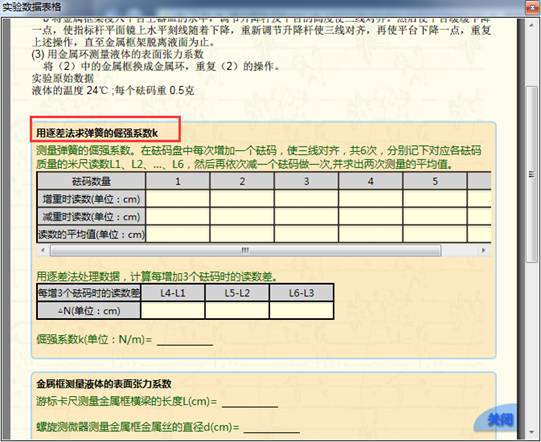 实验数据表格
一点，使指标杆平面镜上水平刻线随着下降，重新调节升降杆使三线对齐，再使平台下降一点，重复
上述操作，直至金属框架脱离液面为止。
(3) 用金属环测量液体的表面张力系数
将（2）中的金属框换成金属环，重复（2）的操作。
实验原始数据
液体的温度 24℃ ;每个砝码重 0.5克
用逐差法求弹簧的倔强系数k
测量弹簧的倔强系数。在砝码盘中每次增加一个砝码，使三线对齐，共6次，分别记下对应各砝码
质量的米尺读数L1、L2、...、L6，然后再依次减一个砝码做一次,并求出两次测量的平均值。
砝码数量 1 2 3 4 5
增重时读数(单位：cm)
减重时读数(单位：cm)
读数的平均值(单位：cm)
用逐差法处理数据，计算每增加3个砝码时的读数差。
每增3个砝码时的读数差 L4-L1 L5-L2 L6-L3
△N(单位：cm)
倔强系数k(单位：N/m)=
金属框测量液体的表面张力系数
游标卡尺测量金属框横梁的长度L(cm)=
螺旋测微器测量金属框金属丝的直径d(cm)=
关闭